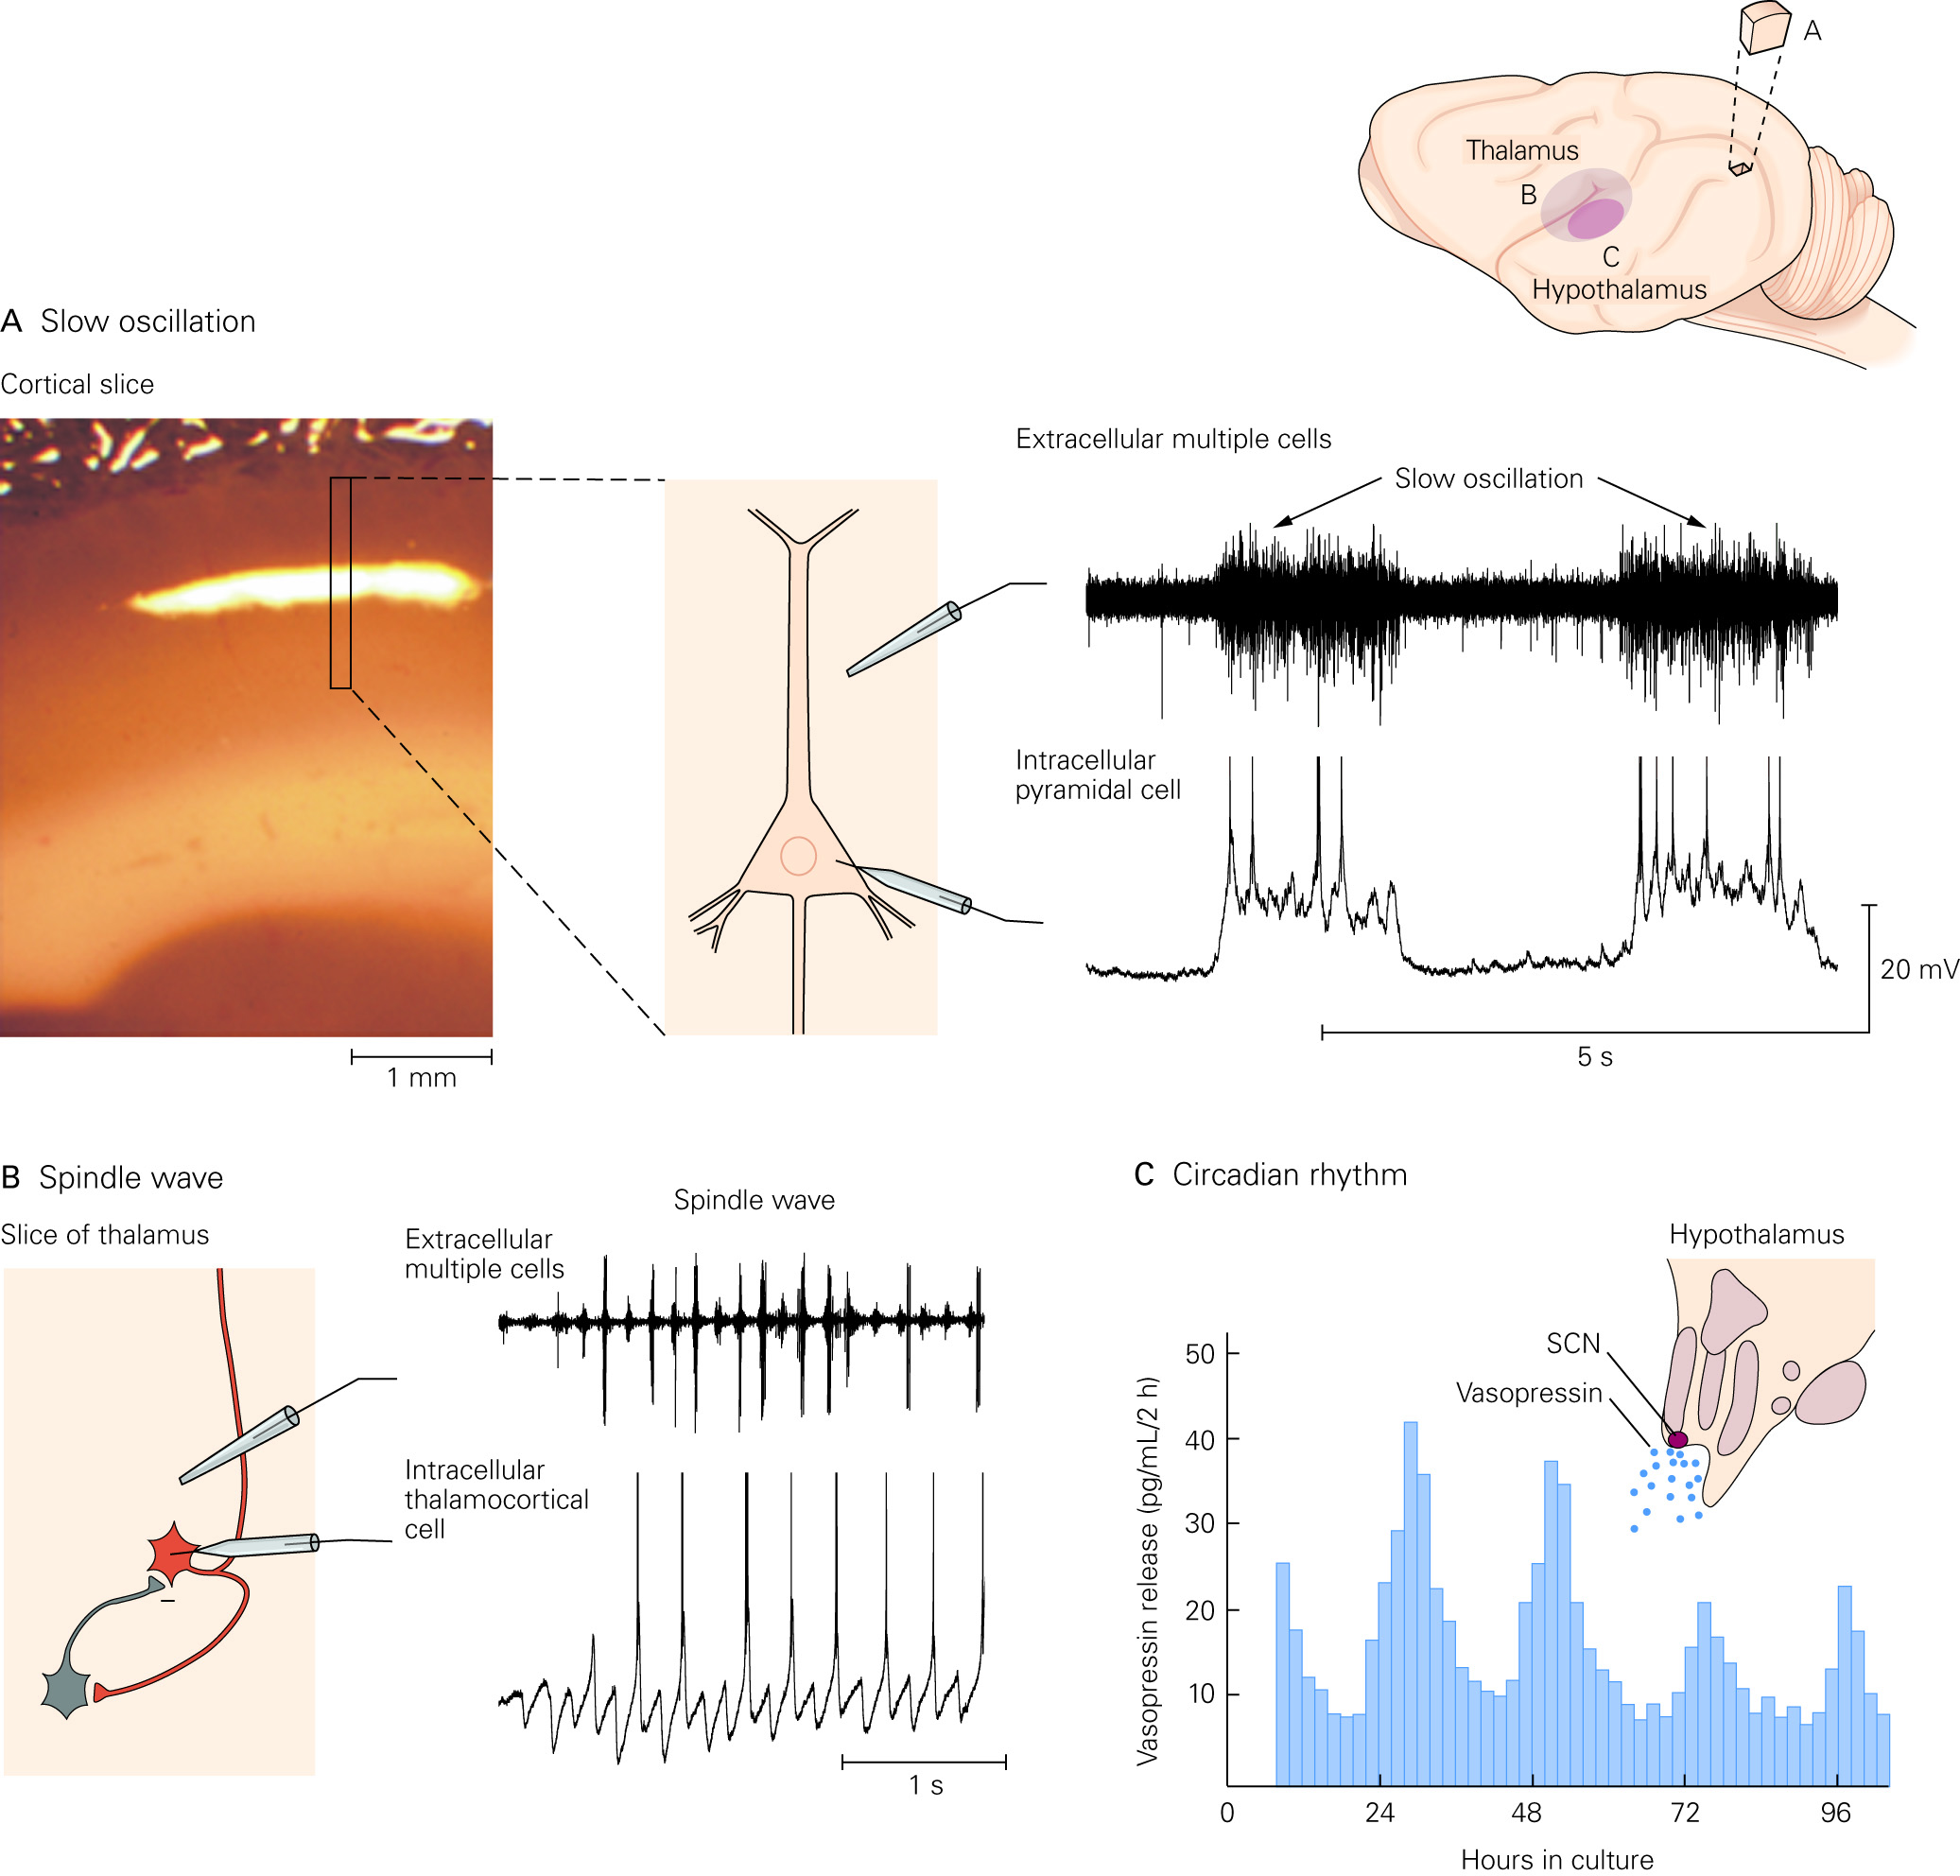 A
Thalamus
B
C
Hypothalamus
A Slow oscillation
Cortical slice
Extracellular multiple cells
Slow oscillation
Intracellular
pyramidal cell
20 mV
5 s
1 mm
B Spindle wave
Slice of thalamus
Spindle wave
Extracellular
multiple cells
Intracellular
thalamocortical
cell
–
1 s
C Circadian rhythm
Hypothalamus
SCN
Vasopressin
Vasopressin release (pg/mL/2 h)
50
40
30
20
10
0 24 48 72 96
Hours in culture